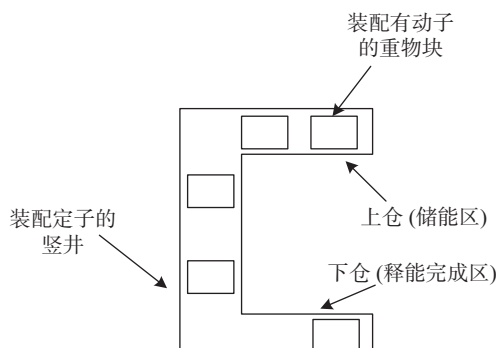 装配有动子
的重物块
上仓 (储能区)
装配定子的
竖井
下仓 (释能完成区)